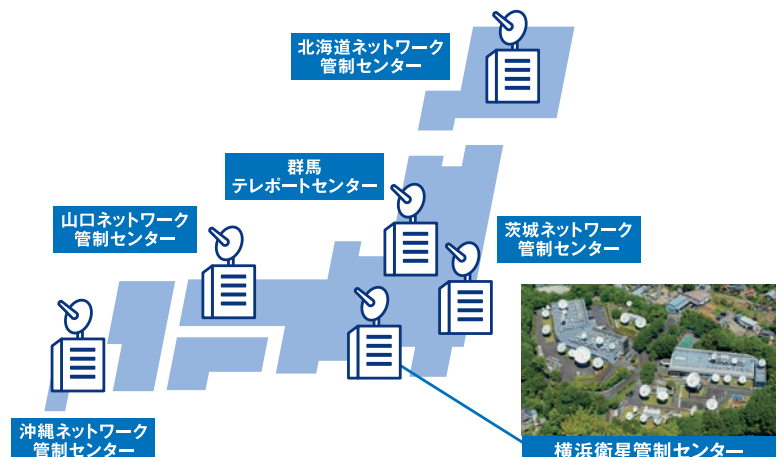 北海道ネットワーク
管制センター
群馬
テレポートセンター
山口ネットワーク
管制センター
茨城ネットワーク
管制センター
沖縄ネットワーク
管制センター
横浜衛星管制センター